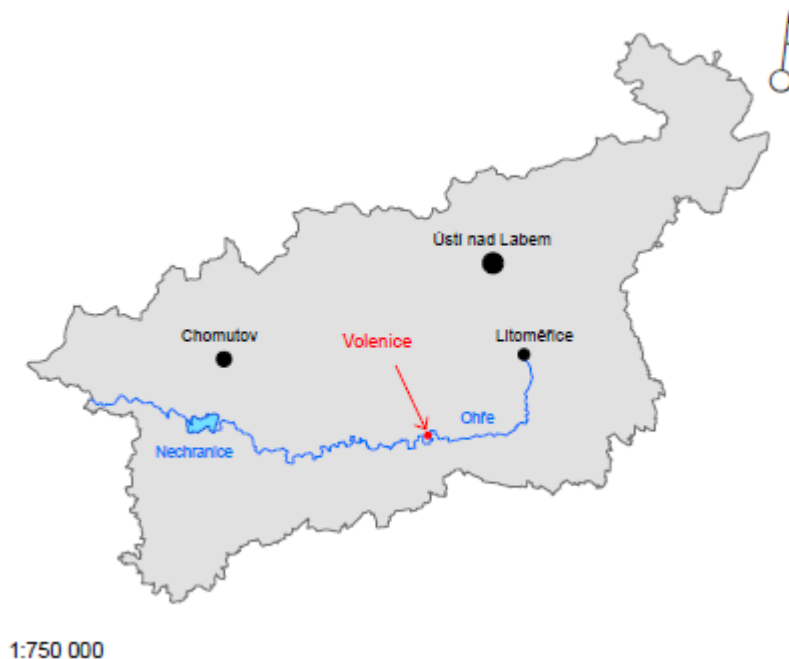 Ústí nad Labem
Chomutov
Volenice
Litoměřice
Ohře
Nechranice
1:750 000